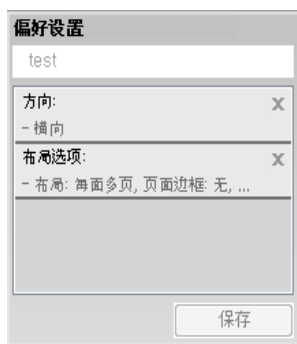 偏好设置
test
方向:
X
- 横向
布局选项:
X
- 布局: 每面多页, 页面边框: 无, ...
保存